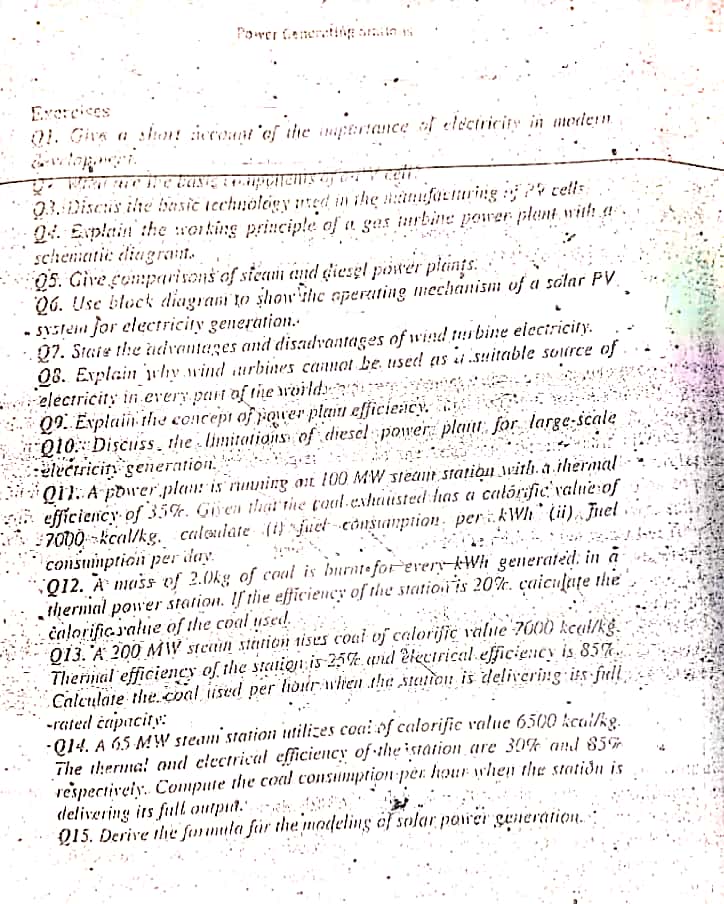 Power Generating
Exercises
Q1. Give a short account of the importance of electricity in modern
development.
Q2. What are the basic components of a PV cell.
Q3. Discus the basic technology used in the manufacturing of PV cells
Q4. Explain the working principle of a gas turbine power plant with a
schematic diagram.
Q5. Give comparisons of steam and diesel power plants.
Q6. Use block diagram to show the operating mechanism of a solar PV
system for electricity generation.
Q7. State the advantages and disadvantages of wind turbine electricity.
Q8. Explain why wind turbines cannot be used as a suitable source of
electricity in every part of the world.
Q9. Explain the concept of power plant efficiency.
Q10. Discuss the limitations of diesel power plant for large-scale
electricity generation.
Q11. A power plant is running on 100 MW steam station with a thermal
efficiency of 35%. Given that the coal exhausted has a calorific value of
7000 kcal/kg. calculate (i) fuel consumption per kWh (ii) Fuel
consumption per day.
Q12. A mass of 2.0kg of coal is burnt for every kWh generated in a
thermal power station. If the efficiency of the station is 20%. calculate the
calorific value of the coal used.
Q13. A 200 MW steam station uses coal of calorific value 7000 kcal/kg.
Thermal efficiency of the station is 25% and electrical efficiency is 85%.
Calculate the coal used per hour when the station is delivering its full
rated capacity.
Q14. A 65 MW steam station utilizes coal of calorific value 6500 kcal/kg.
The thermal and electrical efficiency of the station are 30% and 85%
respectively. Compute the coal consumption per hour when the station is
delivering its full output.
Q15. Derive the formula for the modeling of solar power generation.